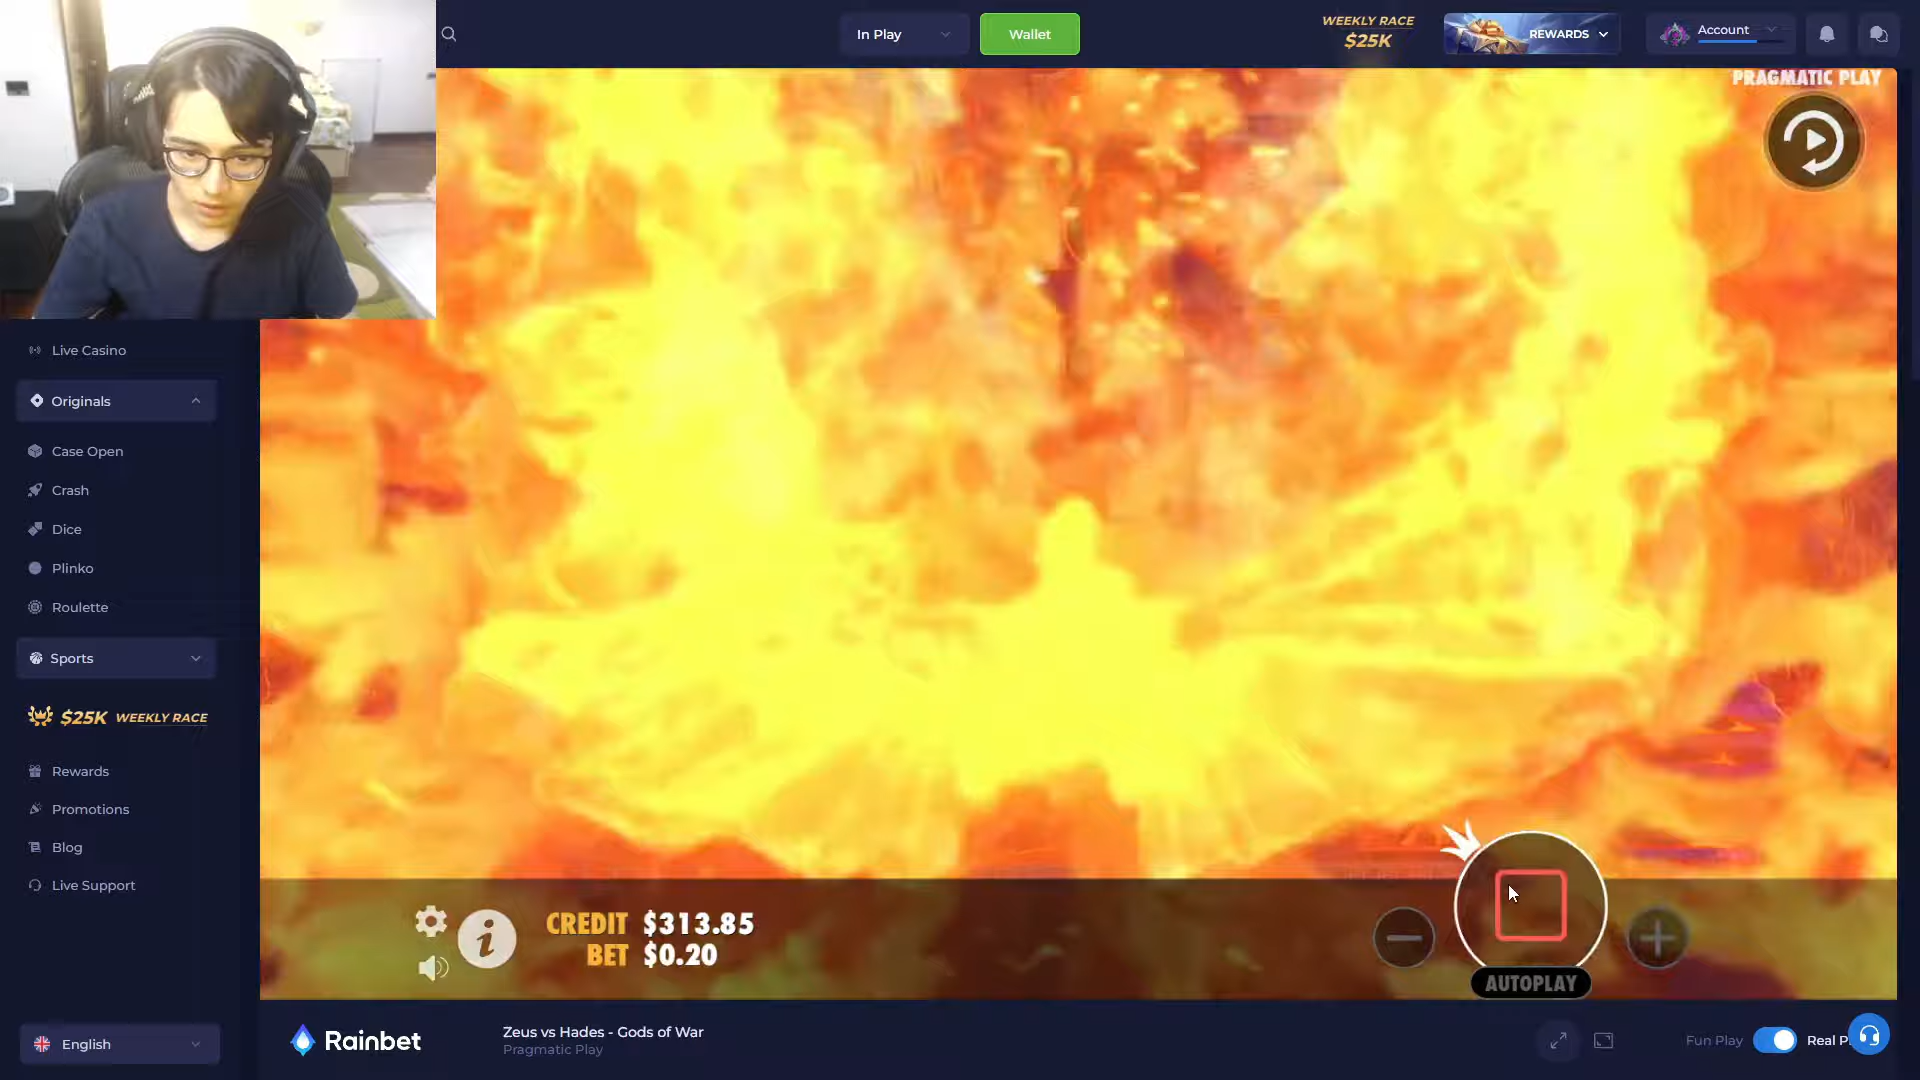 In Play
Wallet
WEEKLY RACE
$25K
REWARDS
Account
PRAGMATIC PLAY
Live Casino
Originals
Case Open
Crash
Dice
Plinko
Roulette
Sports
$25K WEEKLY RACE
Rewards
Promotions
Blog
Live Support
English
CREDIT $313.85
BET $0.20
AUTOPLAY
Rainbet
Zeus vs Hades - Gods of War
Pragmatic Play
Fun Play
Real P